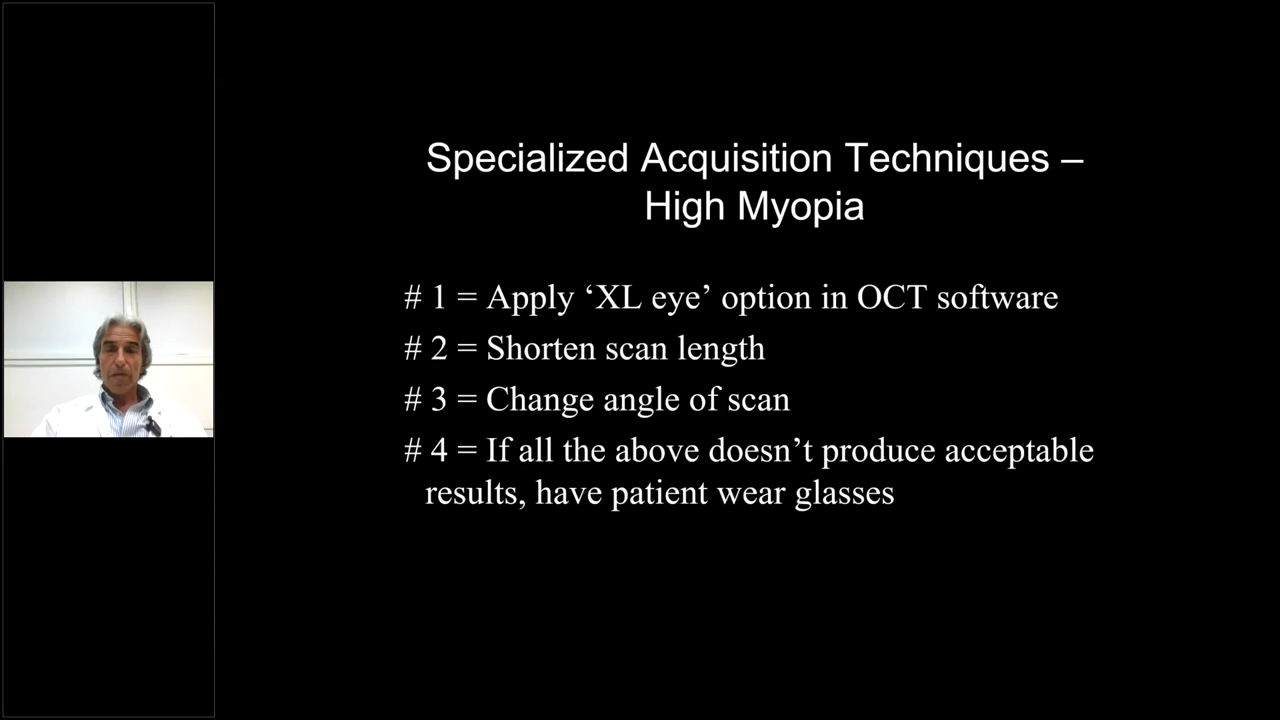 Specialized Acquisition Techniques –
High Myopia
# 1 = Apply ‘XL eye’ option in OCT software
# 2 = Shorten scan length
# 3 = Change angle of scan
# 4 = If all the above doesn’t produce acceptable
results, have patient wear glasses